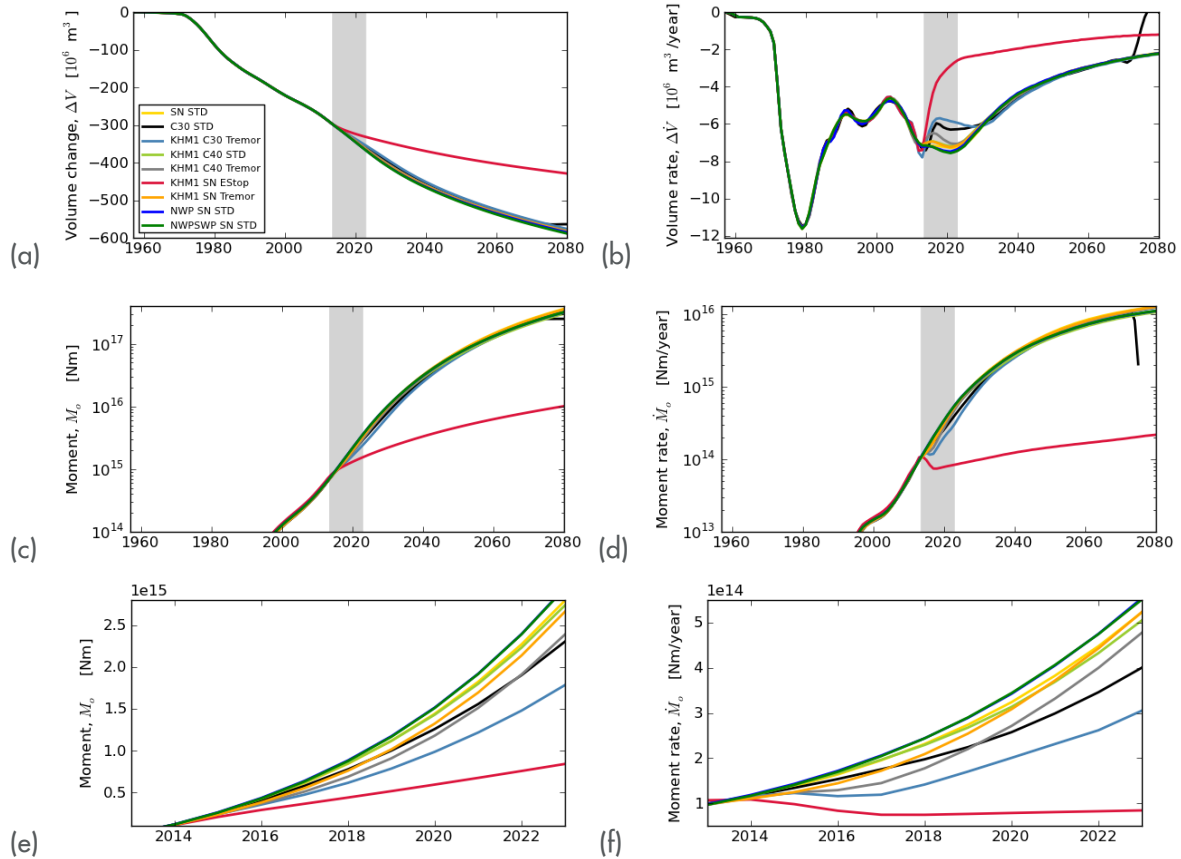 0
−100
−200
−300
−400
−500
−600
Volume change, ΔV [10⁶ m³]
SN STD
C30 STD
KHM1 C30 Tremor
KHM1 C40 STD
KHM1 C40 Tremor
KHM1 SN EStop
KHM1 SN Tremor
NWP SN STD
NWPSWP SN STD
1960 1980 2000 2020 2040 2060 2080
(a)
0
−2
−4
−6
−8
−10
−12
Volume rate, ΔV̇ [10⁶ m³/year]
1960 1980 2000 2020 2040 2060 2080
(b)
10¹⁷
10¹⁶
10¹⁵
10¹⁴
Moment, Mₒ [Nm]
1960 1980 2000 2020 2040 2060 2080
(c)
10¹⁶
10¹⁵
10¹⁴
10¹³
Moment rate, Ṁₒ [Nm/year]
1960 1980 2000 2020 2040 2060 2080
(d)
1e15
2.5
2.0
1.5
1.0
0.5
Moment, Mₒ [Nm]
2014 2016 2018 2020 2022
(e)
1e14
5
4
3
2
1
Moment rate, Ṁₒ [Nm/year]
2014 2016 2018 2020 2022
(f)